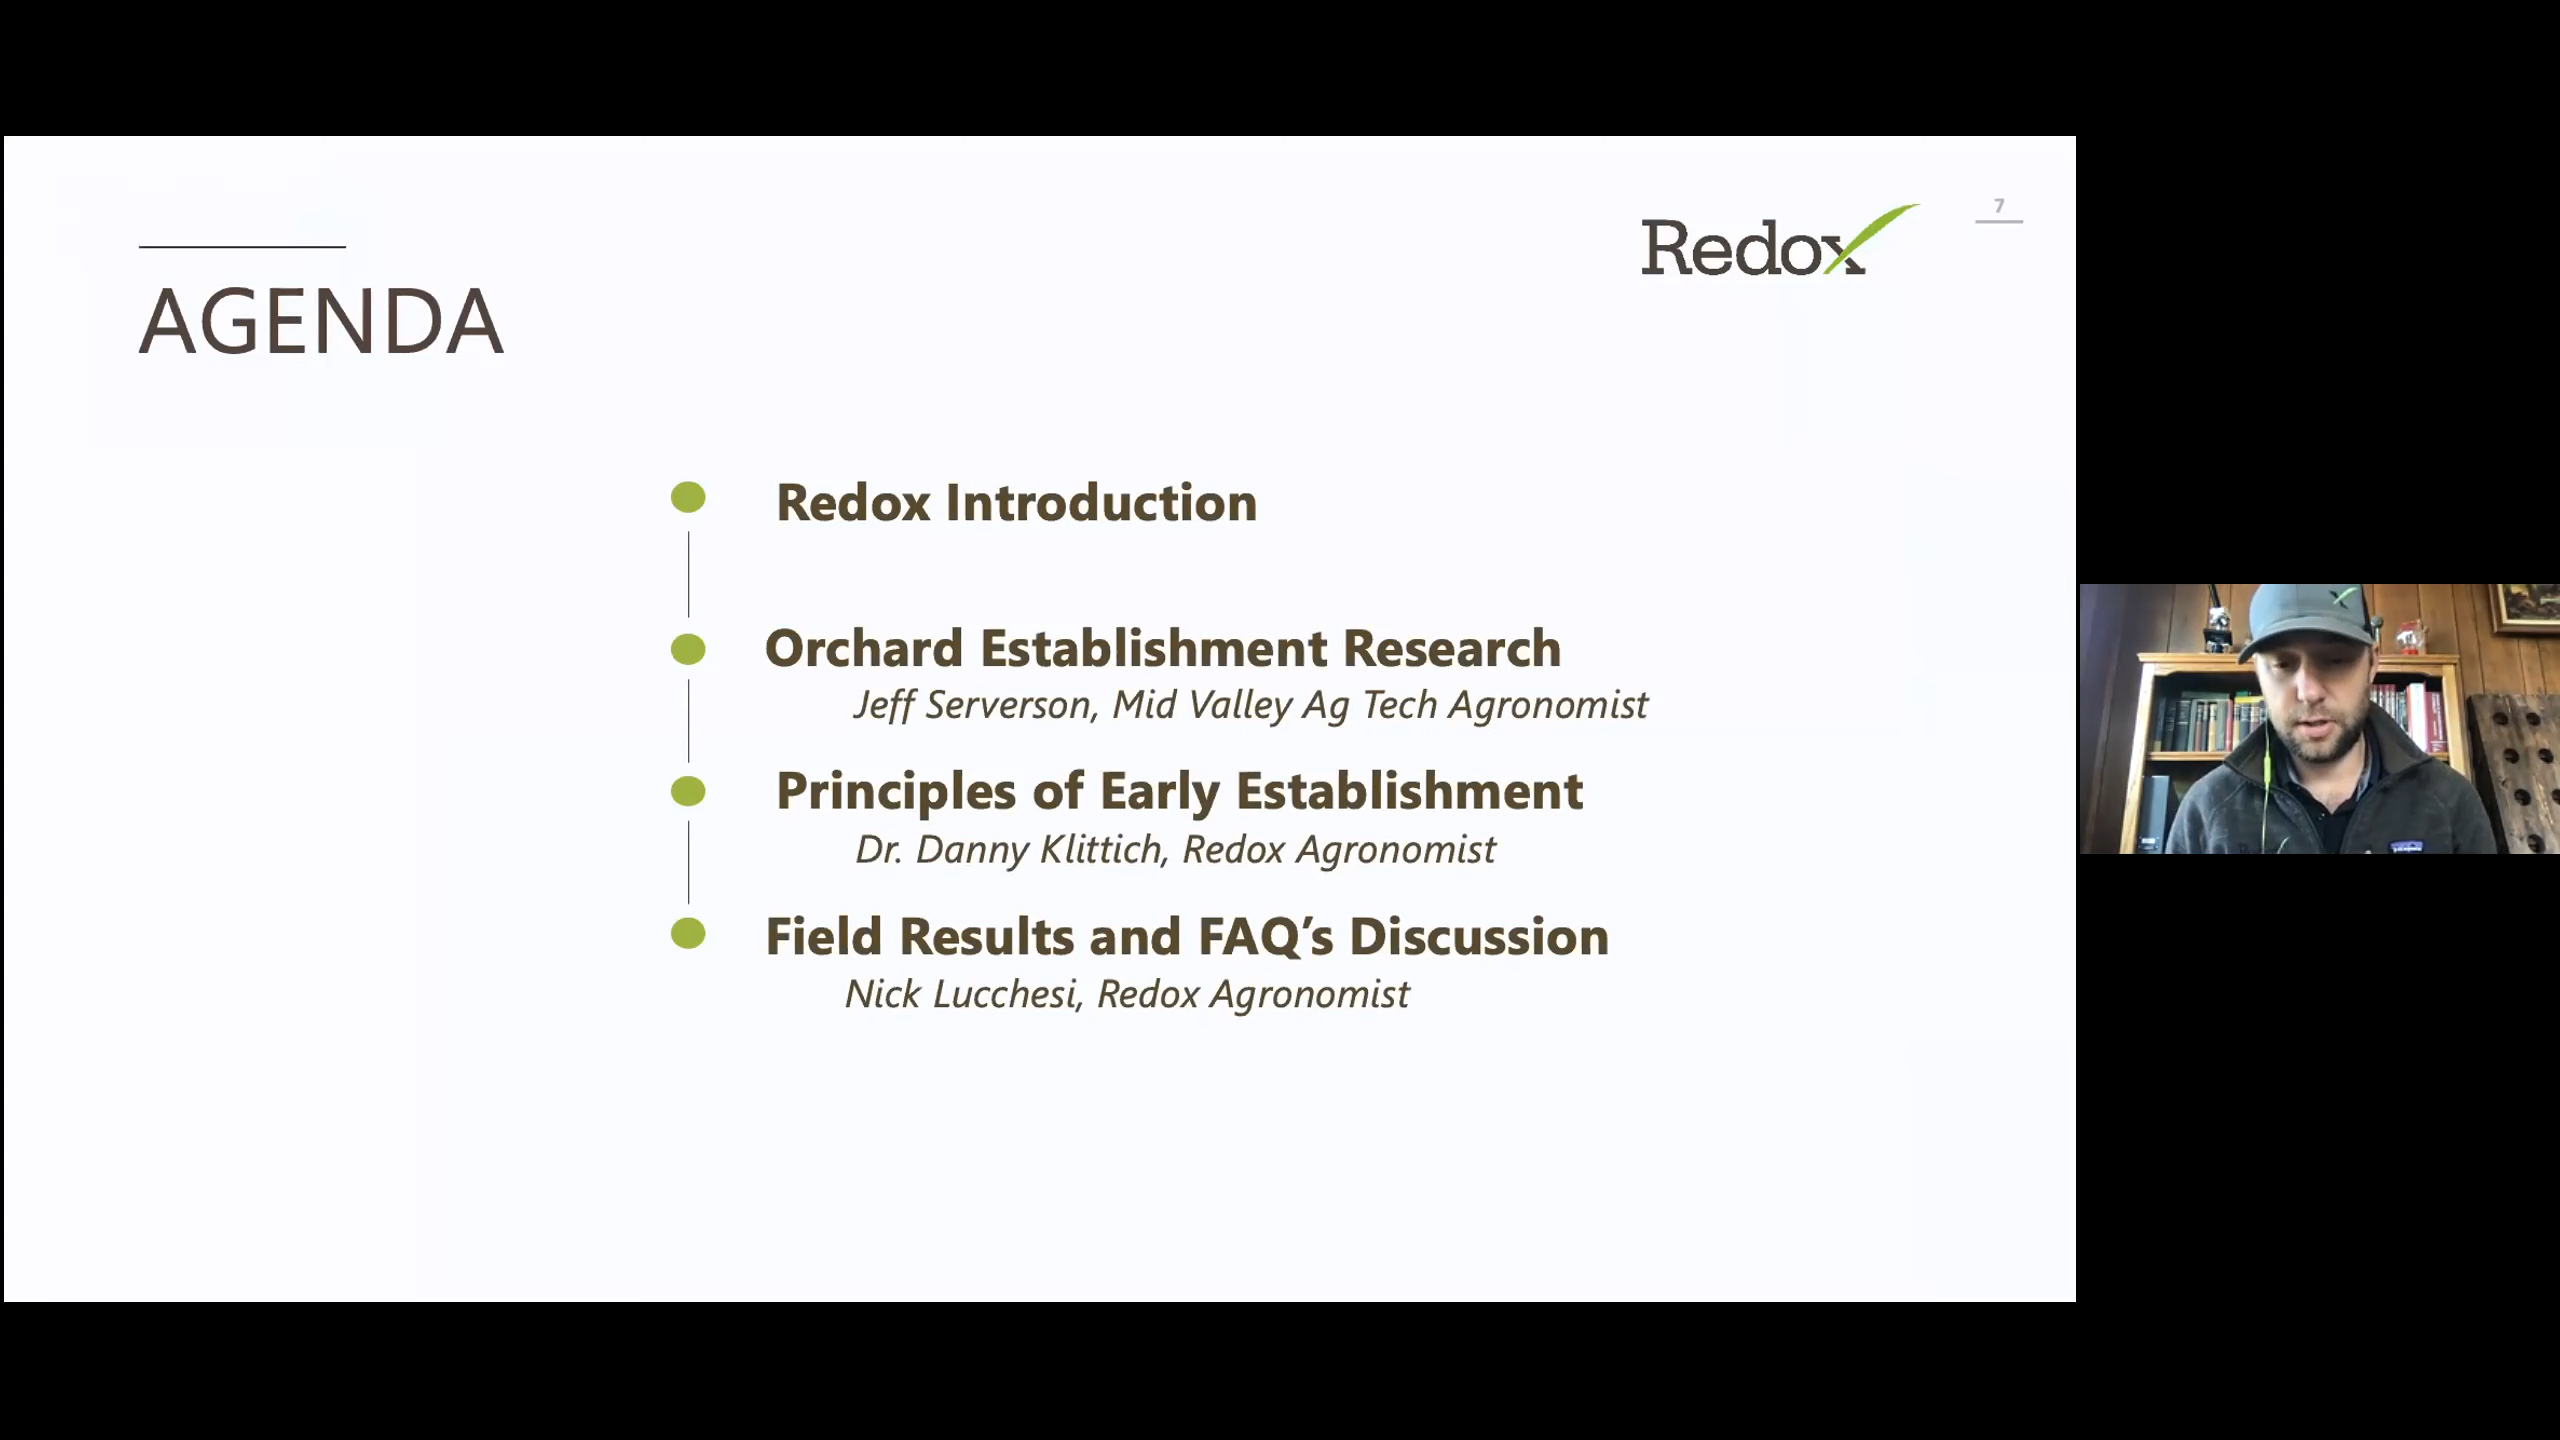 Redox
7
AGENDA
Redox Introduction
Orchard Establishment Research
Jeff Serverson, Mid Valley Ag Tech Agronomist
Principles of Early Establishment
Dr. Danny Klittich, Redox Agronomist
Field Results and FAQ’s Discussion
Nick Lucchesi, Redox Agronomist